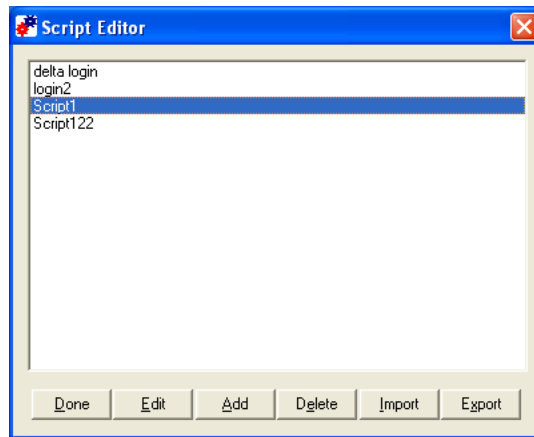 Script Editor
delta login
login2
Script1
Script122
Done Edit Add Delete Import Export